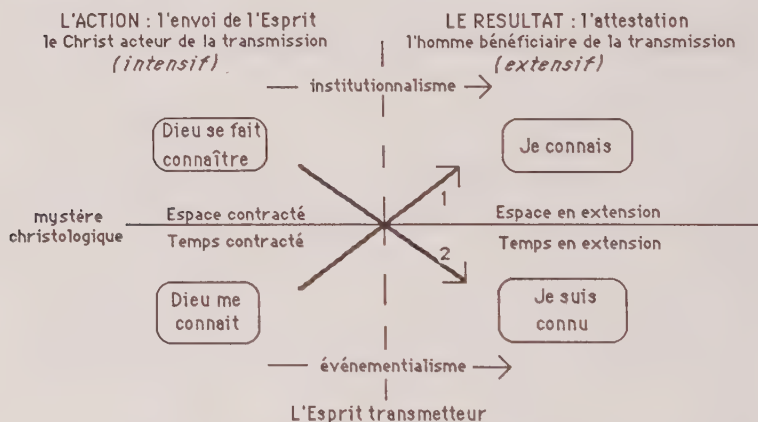 L'ACTION : l'envoi de l'Esprit
le Christ acteur de la transmission
(intensif)
LE RESULTAT : l'attestation
l'homme bénéficiaire de la transmission
(extensif)
institutionnalisme
Dieu se fait
connaître
Je connais
1
mystère
christologique
Espace contracté
Temps contracté
Espace en extension
Temps en extension
2
Dieu me
connait
Je suis
connu
événementialisme
L'Esprit transmetteur